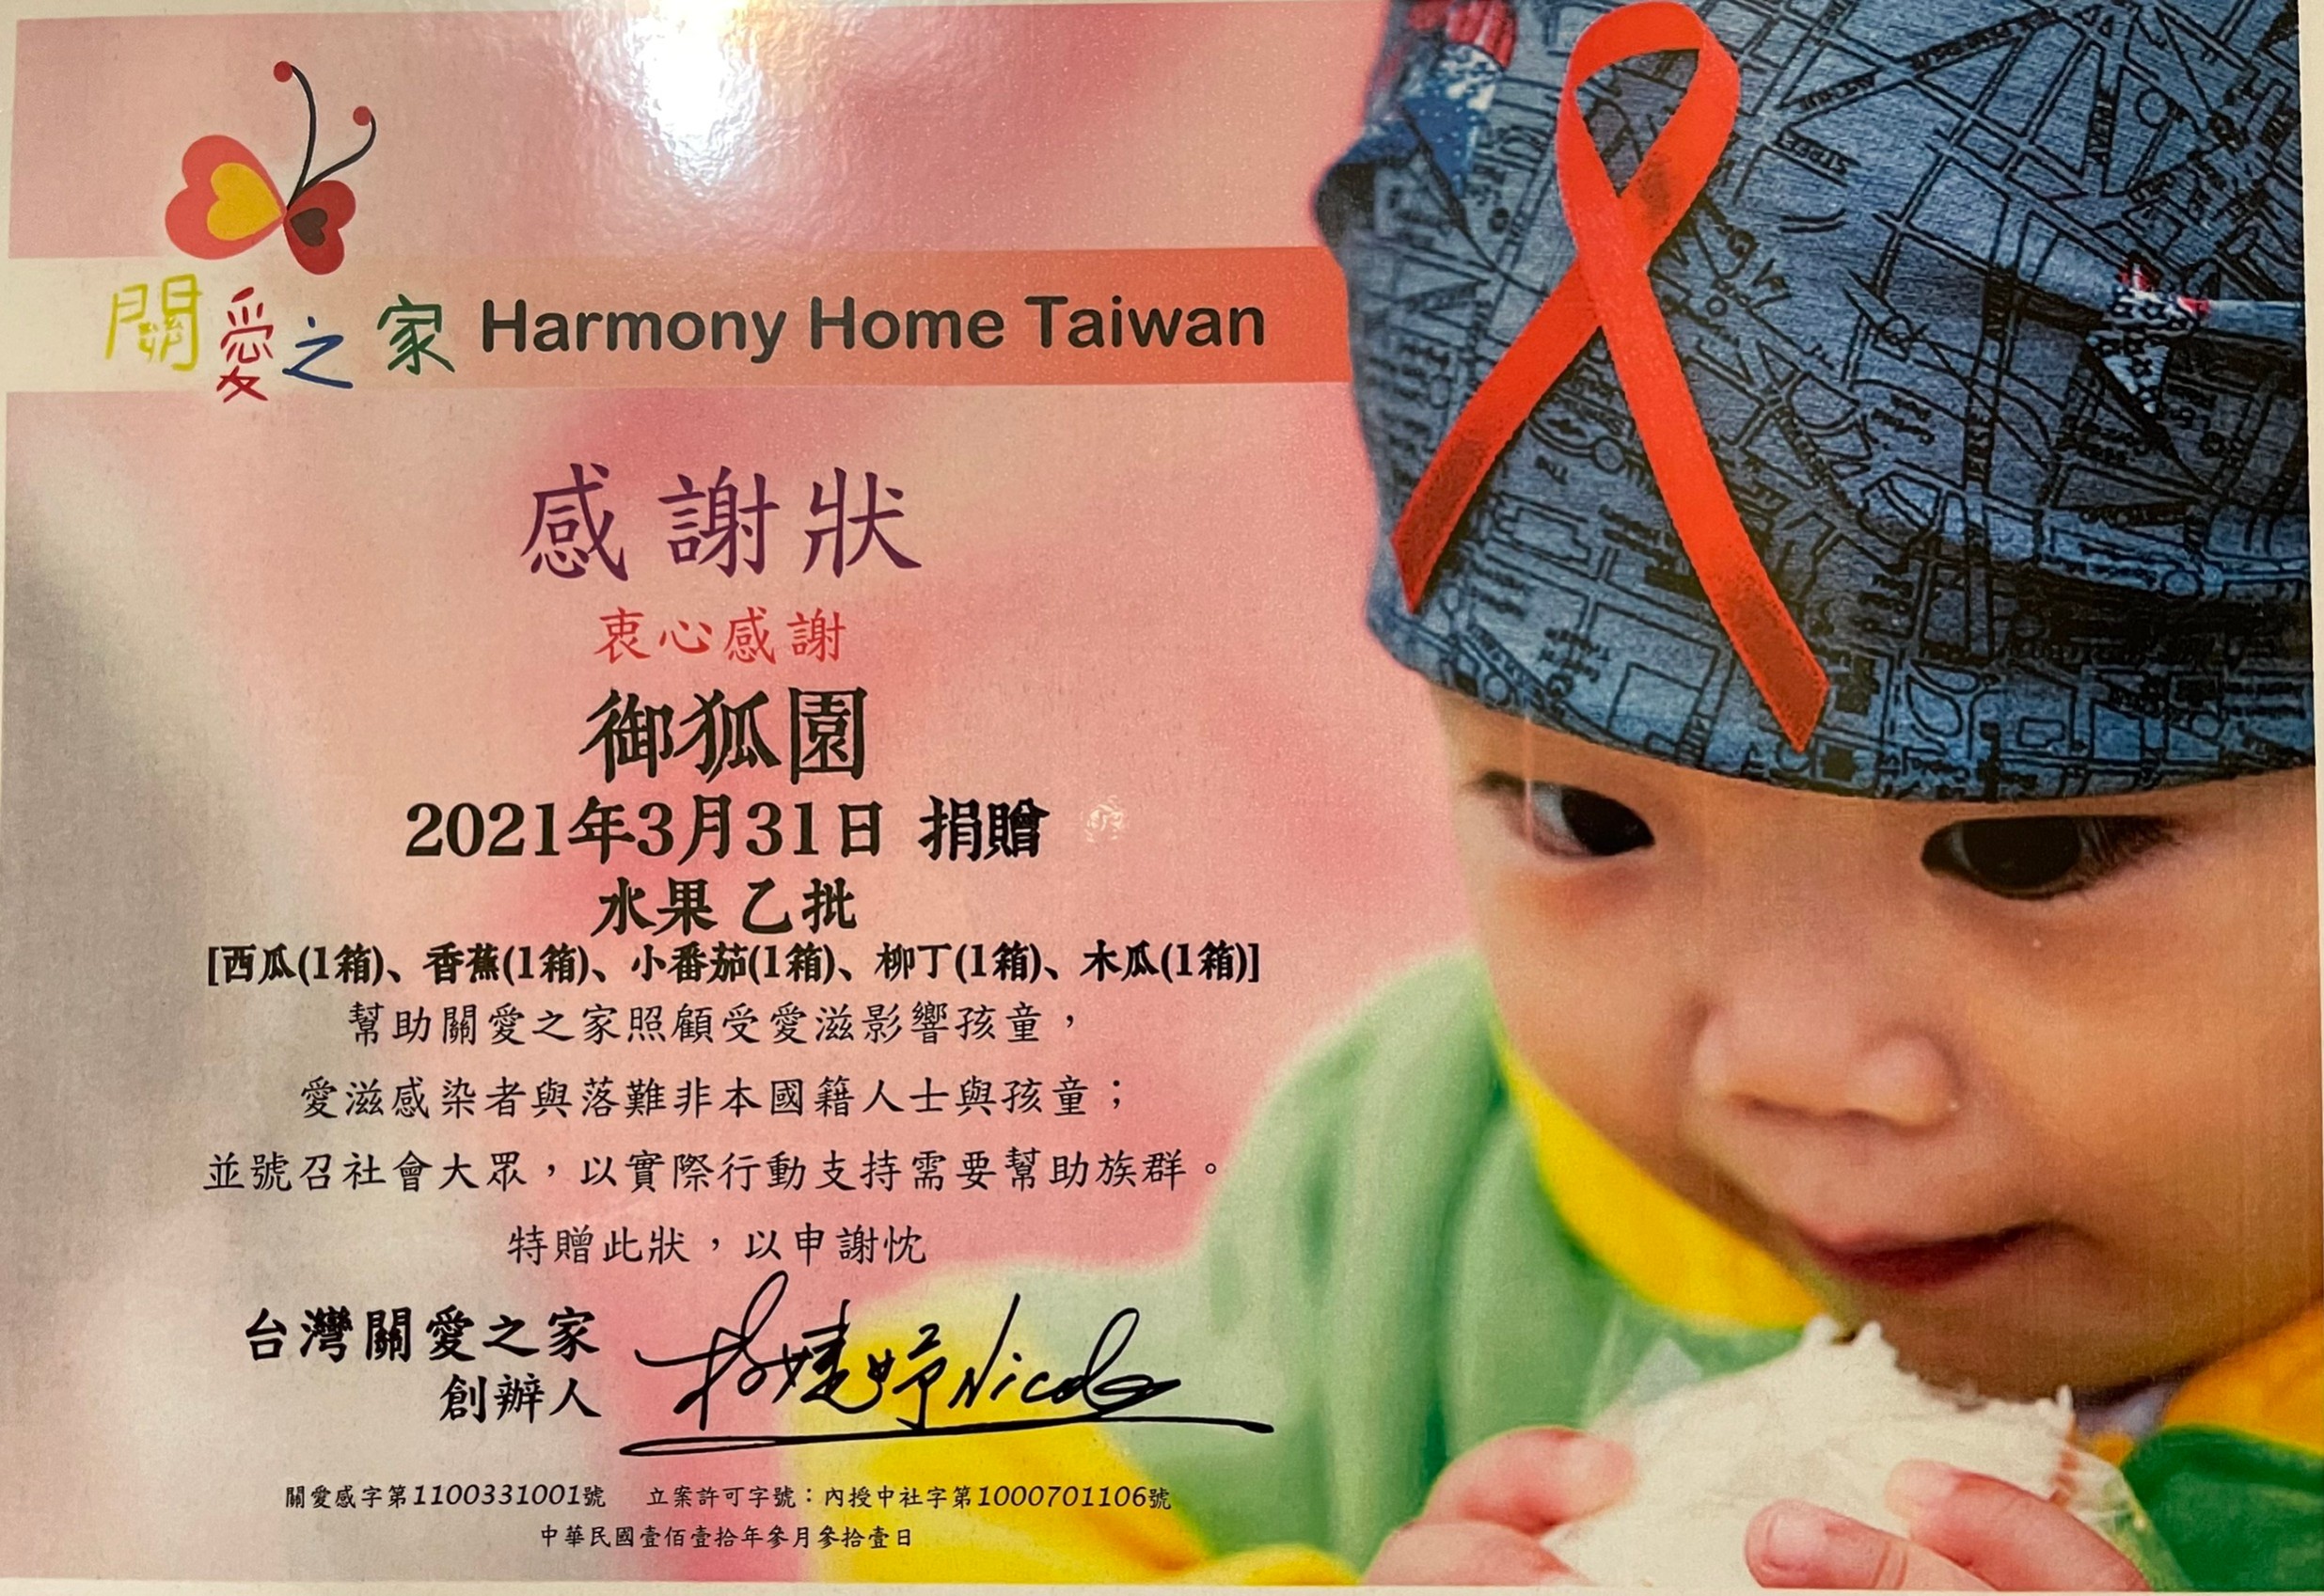 關愛之家 Harmony Home Taiwan
感謝狀
衷心感謝
御狐園
2021年3月31日 捐贈
水果 乙批
[西瓜(1箱)、香蕉(1箱)、小番茄(1箱)、柳丁(1箱)、木瓜(1箱)]
幫助關愛之家照顧受愛滋影響孩童，
愛滋感染者與落難非本國籍人士與孩童；
並號召社會大眾，以實際行動支持需要幫助族群。
特贈此狀，以申謝忱
台灣關愛之家
創辦人 楊婕妤Nicole
關愛感字第1100331001號 立案許可字號：內授中社字第1000701106號
中華民國壹佰壹拾年參月參拾壹日